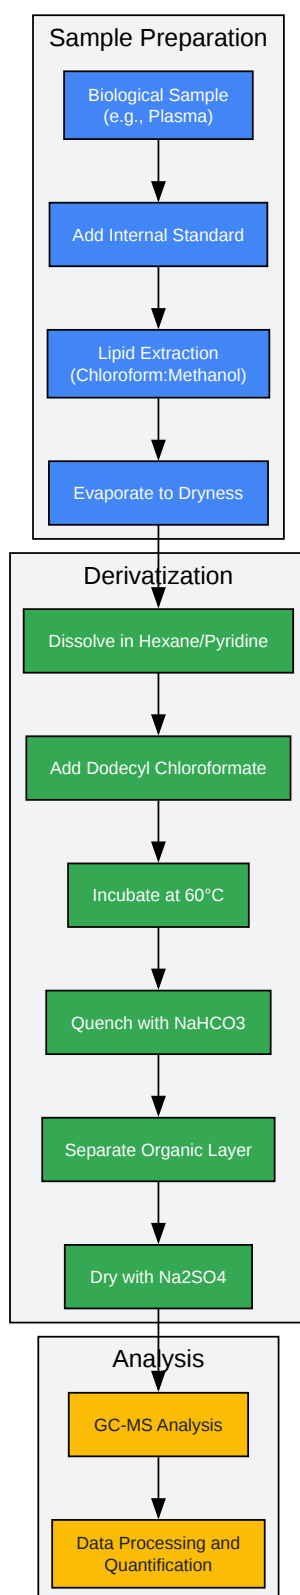 Sample Preparation
Biological Sample
(e.g., Plasma)
Add Internal Standard
Lipid Extraction
(Chloroform:Methanol)
Evaporate to Dryness
Derivatization
Dissolve in Hexane/Pyridine
Add Dodecyl Chloroformate
Incubate at 60°C
Quench with NaHCO3
Separate Organic Layer
Dry with Na2SO4
Analysis
GC-MS Analysis
Data Processing and
Quantification